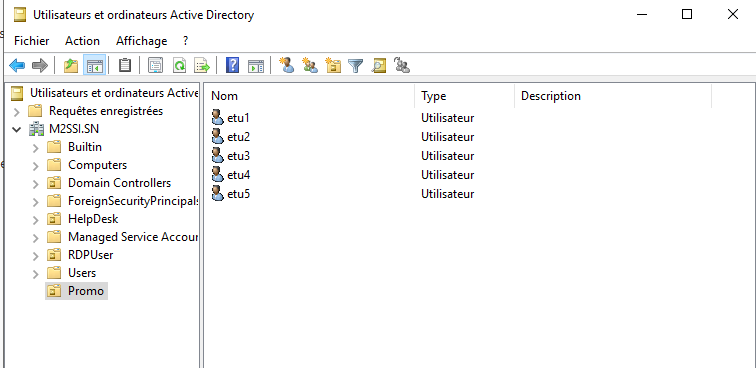 Utilisateurs et ordinateurs Active Directory
Fichier Action Affichage ?
Utilisateurs et ordinateurs Active
Requêtes enregistrées
M2SSI.SN
Builtin
Computers
Domain Controllers
ForeignSecurityPrincipals
HelpDesk
Managed Service Accour
RDPUser
Users
Promo
Nom Type Description
etu1 Utilisateur
etu2 Utilisateur
etu3 Utilisateur
etu4 Utilisateur
etu5 Utilisateur